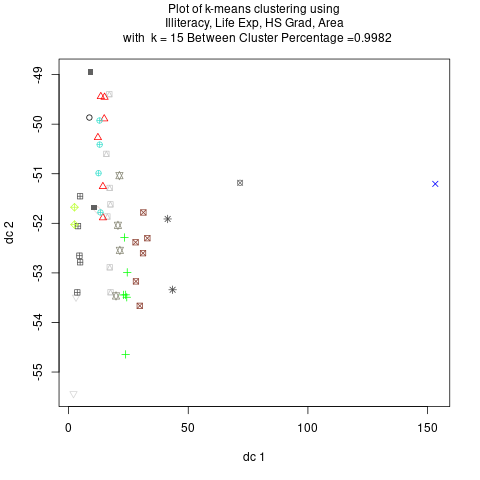 Plot of k-means clustering using
Illiteracy, Life Exp, HS Grad, Area
with k = 15 Between Cluster Percentage =0.9982
-49
-50
-51
-52
-53
-54
-55
dc 2
0
50
100
150
dc 1